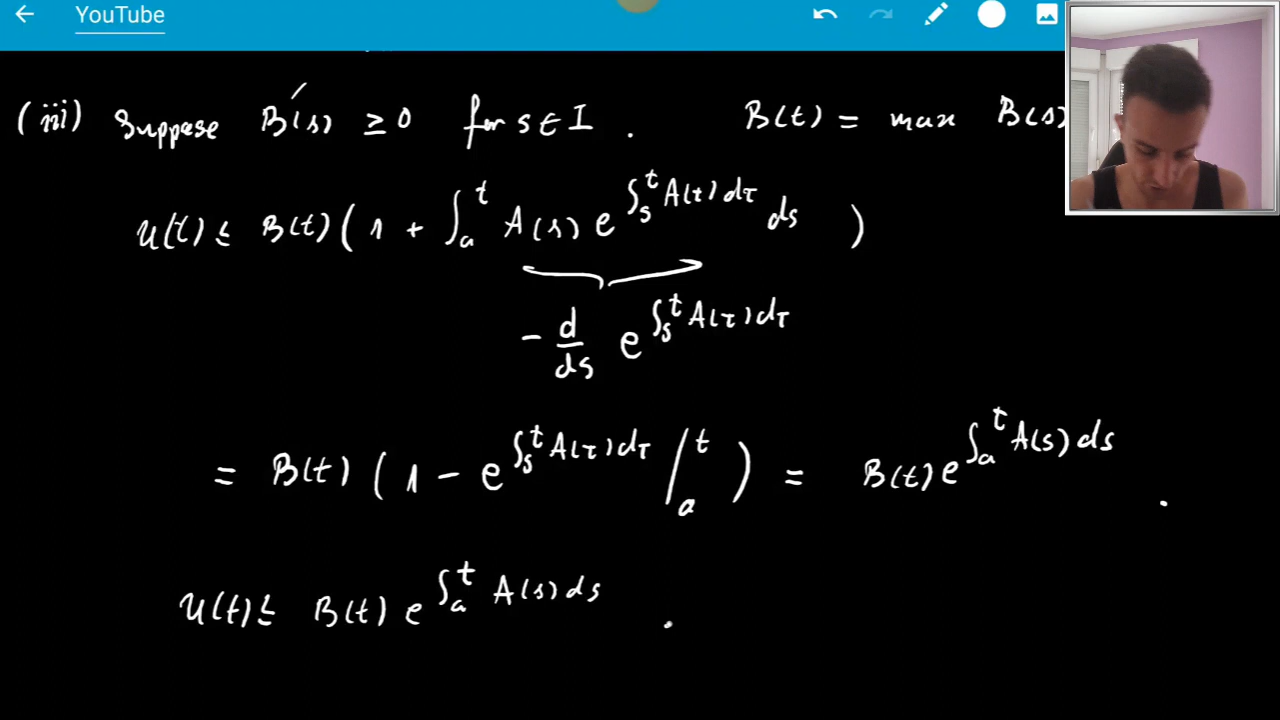 YouTube
(iii) Suppose B'(s) ≥ 0 for s ∈ I . B(t) = max B(s)
u(t) ≤ B(t) ( 1 + ∫_a^t A(s) e^{∫_s^t A(t) dτ} ds )
- d/ds e^{∫_s^t A(τ) dτ}
= B(t) ( 1 - e^{∫_s^t A(τ) dτ} |_a^t ) = B(t) e^{∫_a^t A(s) ds} .
u(t) ≤ B(t) e^{∫_a^t A(s) ds} .